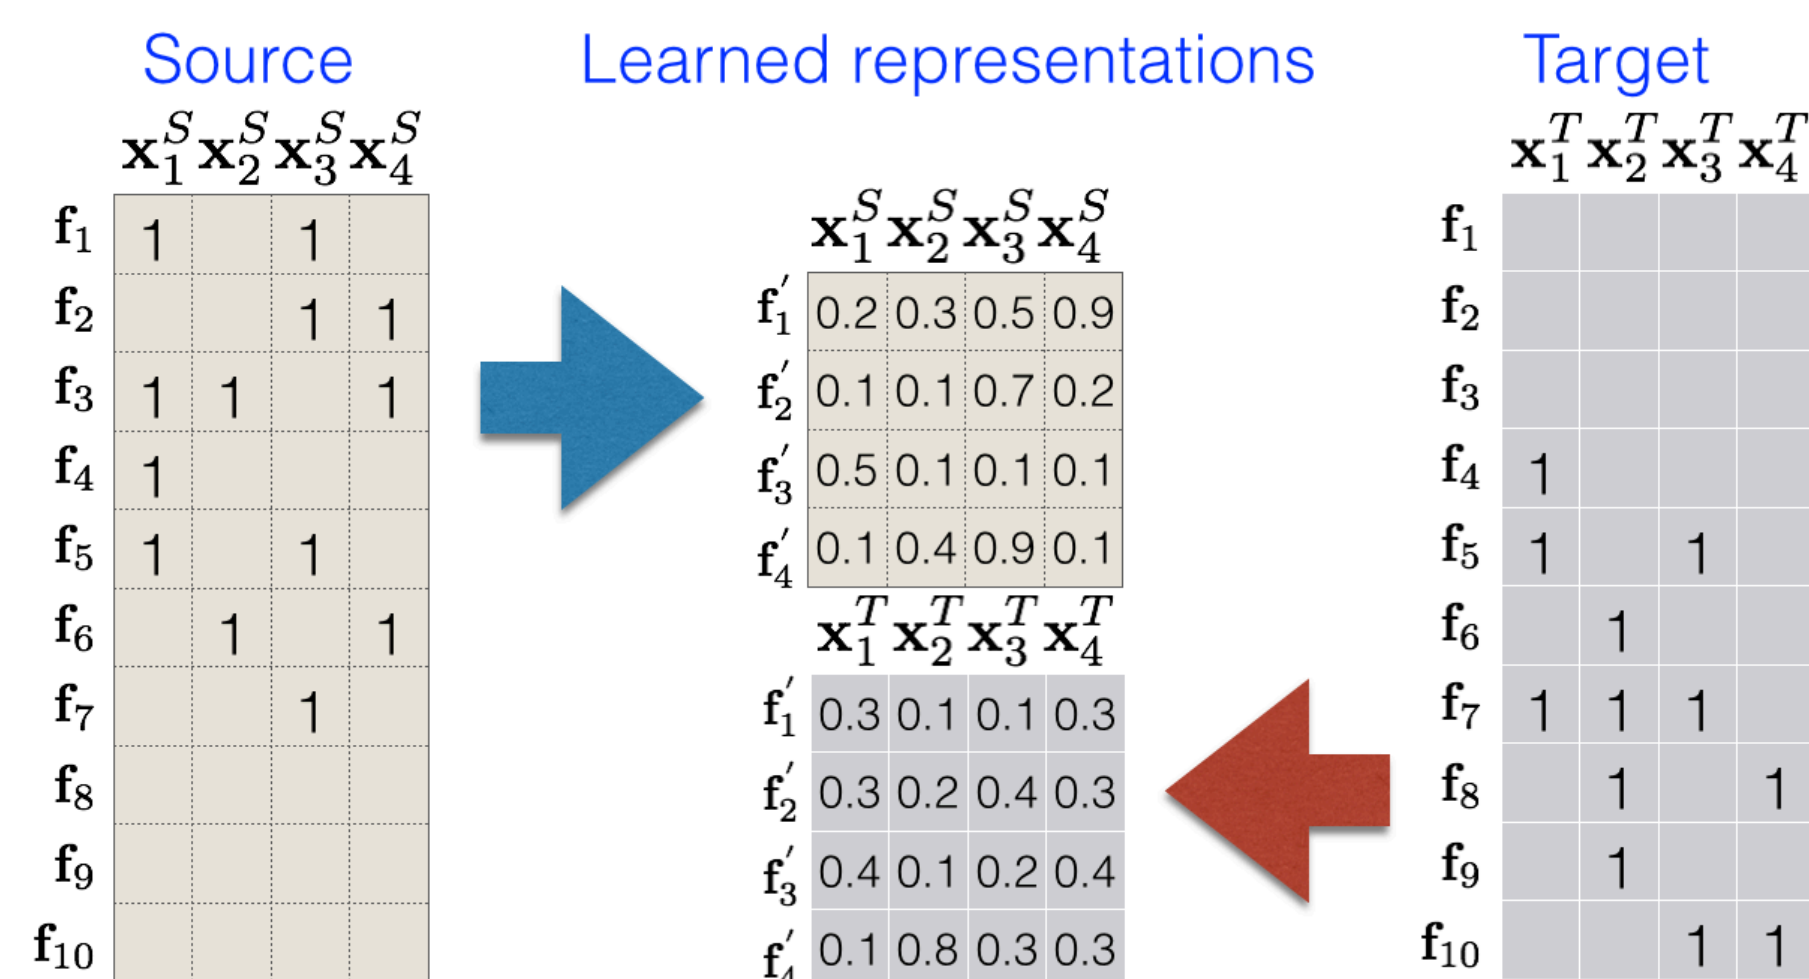 Source
x₁ˢ x₂ˢ x₃ˢ x₄ˢ
f₁ 1 1
f₂ 1 1
f₃ 1 1 1
f₄ 1
f₅ 1 1
f₆ 1 1
f₇ 1
f₈
f₉
f₁₀
Learned representations
x₁ˢ x₂ˢ x₃ˢ x₄ˢ
f₁′ 0.2 0.3 0.5 0.9
f₂′ 0.1 0.1 0.7 0.2
f₃′ 0.5 0.1 0.1 0.1
f₄′ 0.1 0.4 0.9 0.1
x₁ᵀ x₂ᵀ x₃ᵀ x₄ᵀ
f₁′ 0.3 0.1 0.1 0.3
f₂′ 0.3 0.2 0.4 0.3
f₃′ 0.4 0.1 0.2 0.4
f₄′ 0.1 0.8 0.3 0.3
Target
x₁ᵀ x₂ᵀ x₃ᵀ x₄ᵀ
f₁
f₂
f₃
f₄ 1
f₅ 1 1
f₆ 1
f₇ 1 1 1
f₈ 1 1
f₉ 1
f₁₀ 1 1